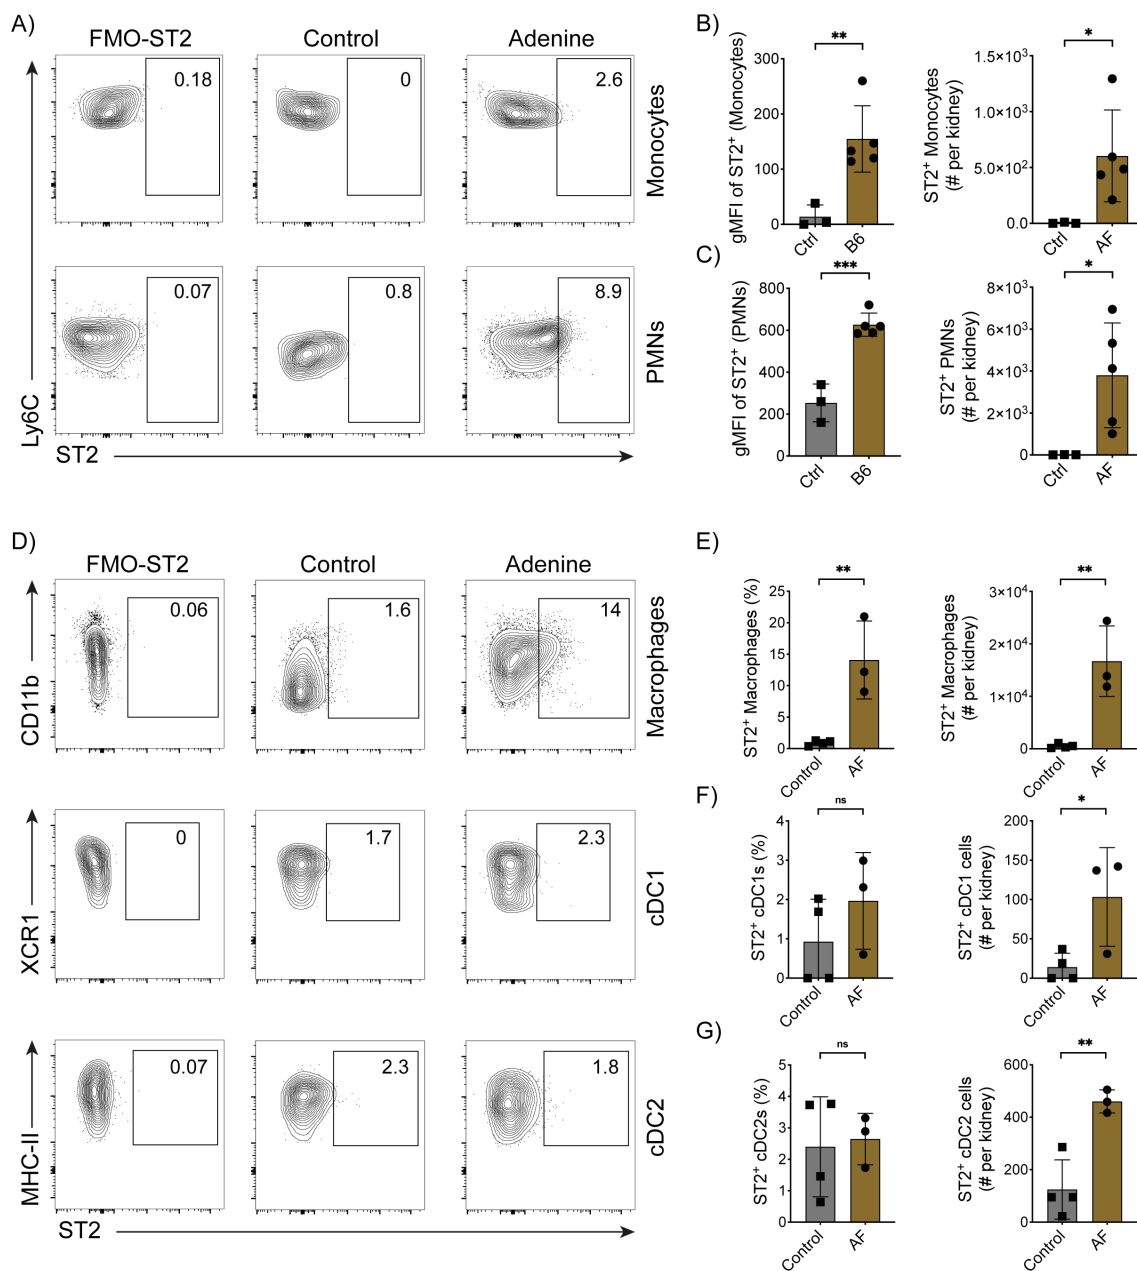 A)
FMO-ST2 Control Adenine
0.18 0 2.6
Monocytes
0.07 0.8 8.9
PMNs
Ly6C
ST2
B)
gMFI of ST2⁺ (Monocytes)
300
200
100
0
**
Ctrl B6
ST2⁺ Monocytes
(# per kidney)
1.5×10³
1.0×10³
5.0×10²
0.0
*
Ctrl AF
C)
gMFI of ST2⁺ (PMNs)
800
600
400
200
0
***
Ctrl B6
ST2⁺ PMNs
(# per kidney)
8×10³
6×10³
4×10³
2×10³
0
*
Ctrl AF
D)
FMO-ST2 Control Adenine
0.06 1.6 14
CD11b
Macrophages
0 1.7 2.3
XCR1
cDC1
0.07 2.3 1.8
MHC-II
cDC2
ST2
E)
ST2⁺ Macrophages (%)
25
20
15
10
5
0
**
Control AF
ST2⁺ Macrophages
(# per kidney)
3×10⁴
2×10⁴
1×10⁴
0
**
Control AF
F)
ST2⁺ cDC1s (%)
5
4
3
2
1
0
ns
Control AF
ST2⁺ cDC1 cells
(# per kidney)
200
150
100
50
0
*
Control AF
G)
ST2⁺ cDC2s (%)
5
4
3
2
1
0
ns
Control AF
ST2⁺ cDC2 cells
(# per kidney)
600
400
200
0
**
Control AF